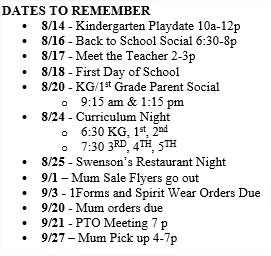 DATES TO REMEMBER
• 8/14 - Kindergarten Playdate 10a-12p
• 8/16 - Back to School Social 6:30-8p
• 8/17 - Meet the Teacher 2-3p
• 8/18 - First Day of School
• 8/20 - KG/1st Grade Parent Social
o 9:15 am & 1:15 pm
• 8/24 - Curriculum Night
o 6:30 KG, 1st, 2nd
o 7:30 3RD, 4TH, 5TH
• 8/25 - Swenson's Restaurant Night
• 9/1 – Mum Sale Flyers go out
• 9/3 - 1Forms and Spirit Wear Orders Due
• 9/20 - Mum orders due
• 9/21 - PTO Meeting 7 p
• 9/27 – Mum Pick up 4-7p